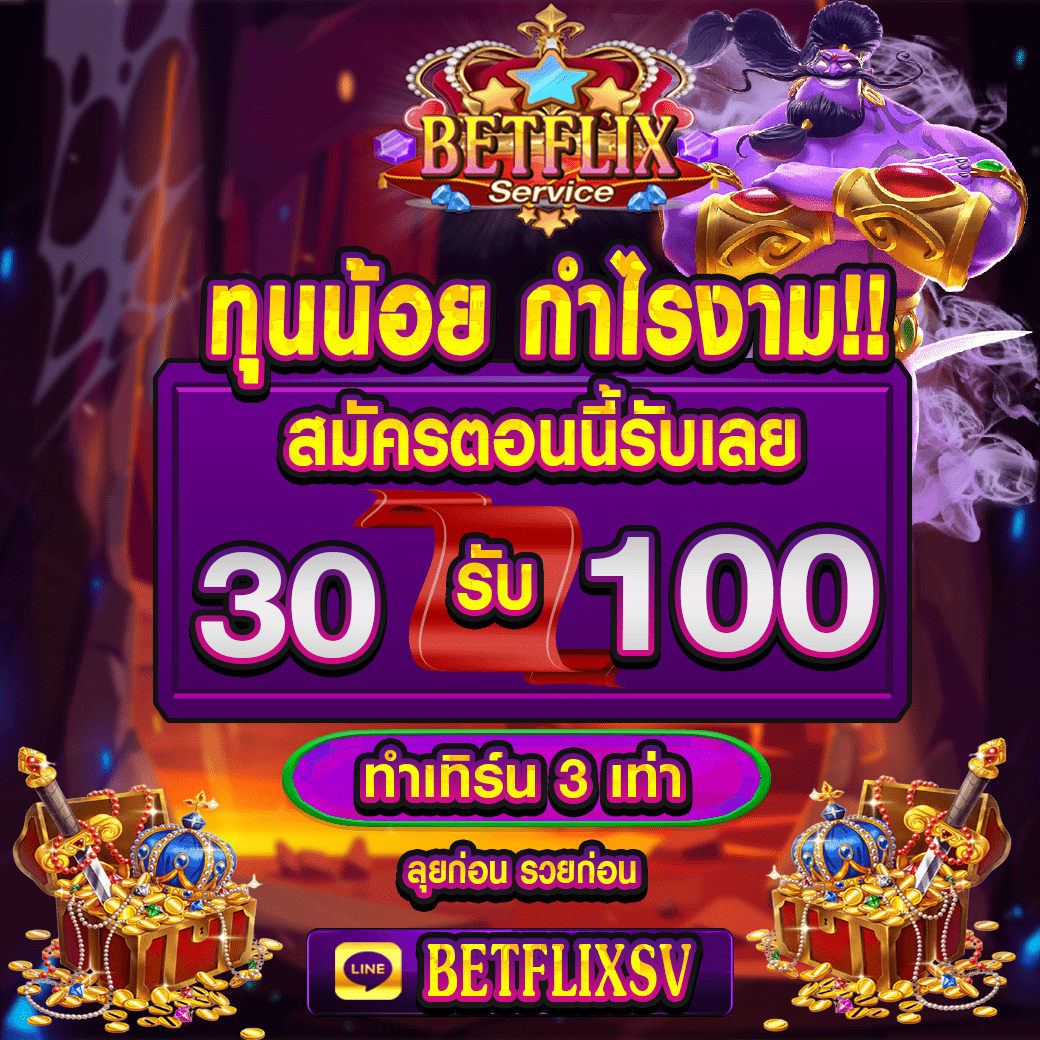 BETFLIX
Service
ทุนน้อย กำไรงาม!!
สมัครตอนนี้รับเลย
30 รับ 100
ทำเทิร์น 3 เท่า
ลุยก่อน รวยก่อน
LINE BETFLIXSV